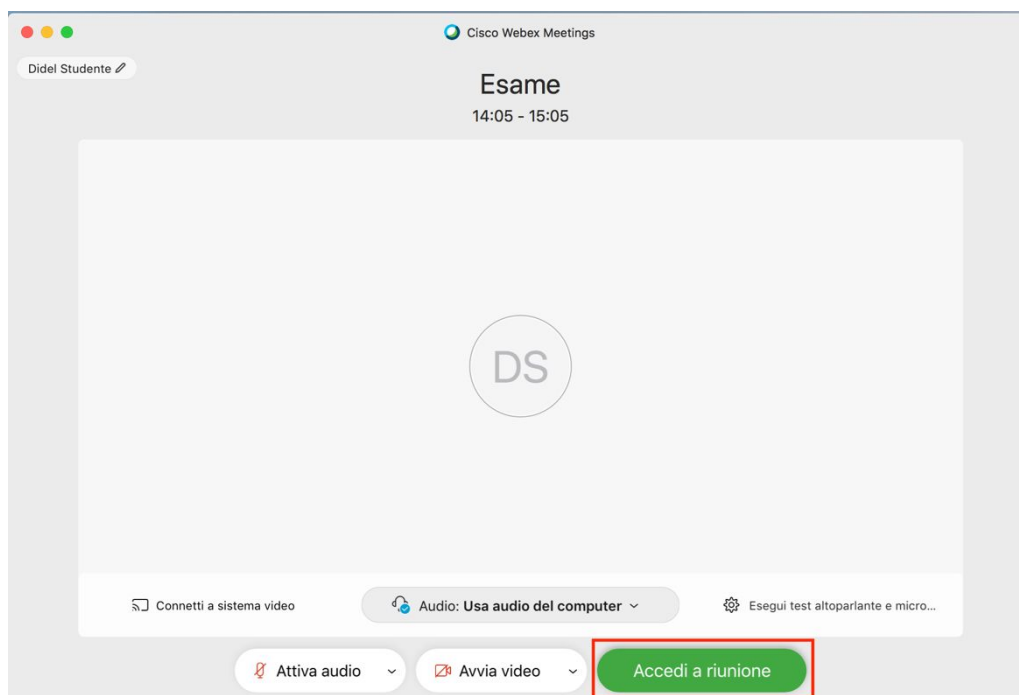 Cisco Webex Meetings
Didel Studente
Esame
14:05 - 15:05
DS
Connetti a sistema video
Audio: Usa audio del computer
Esegui test altoparlante e micro...
Attiva audio
Avvia video
Accedi a riunione